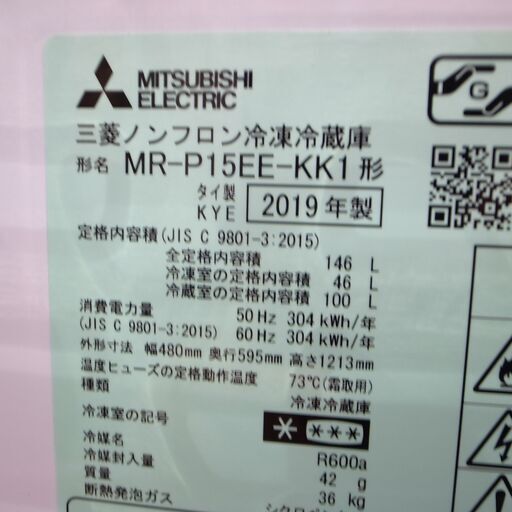 MITSUBISHI
ELECTRIC
G
三菱ノンフロン冷凍冷蔵庫
形名 MR-P15EE-KK1形
タイ製
KYE 2019年製
定格内容積(JIS C 9801-3:2015)
全定格内容積 146 L
冷凍室の定格内容積 46 L
冷蔵室の定格内容積 100 L
消費電力量 50 Hz 304 kWh/年
(JIS C 9801-3:2015) 60 Hz 304 kWh/年
外形寸法 幅480mm 奥行595mm 高さ1213mm
温度ヒューズの定格動作温度 73℃(霜取用)
種類 冷凍冷蔵庫
冷凍室の記号
冷媒名 R600a
冷媒封入量 42 g
質量 36 kg
断熱発泡ガス